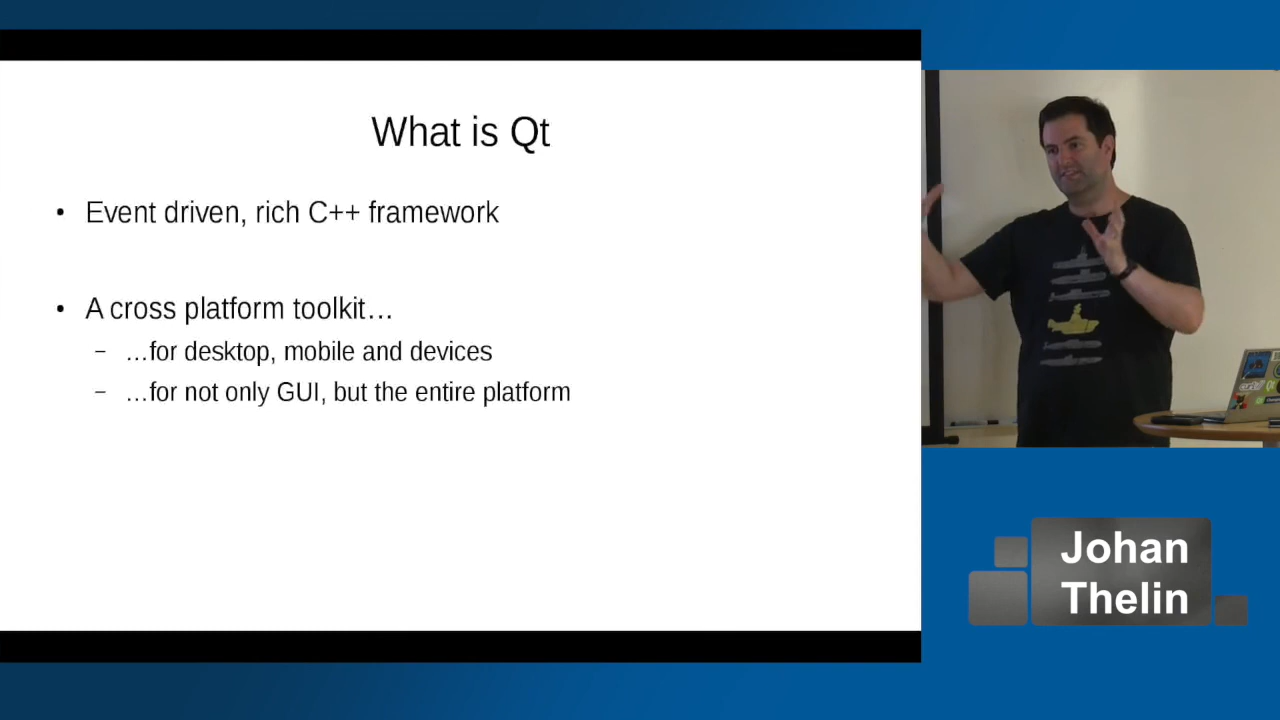 What is Qt
• Event driven, rich C++ framework
• A cross platform toolkit…
– …for desktop, mobile and devices
– …for not only GUI, but the entire platform
Johan
Thelin